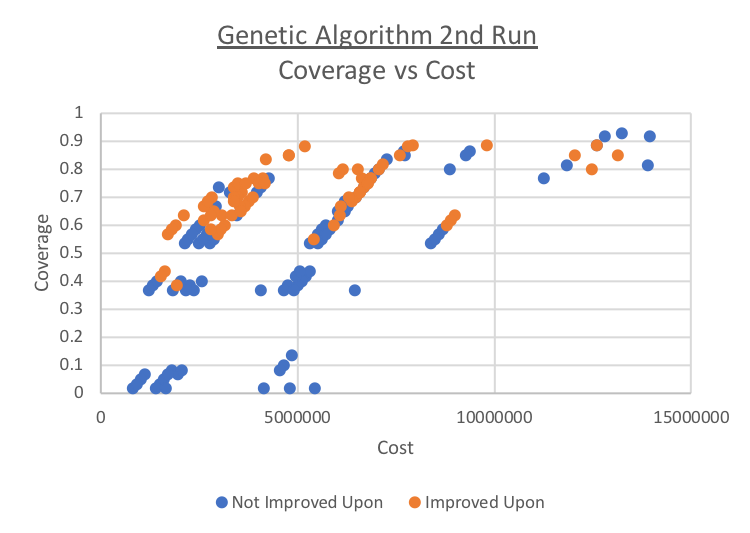 Genetic Algorithm 2nd Run
Coverage vs Cost
1
0.9
0.8
0.7
0.6
0.5
0.4
0.3
0.2
0.1
0
Coverage
0 5000000 10000000 15000000
Cost
Not Improved Upon Improved Upon